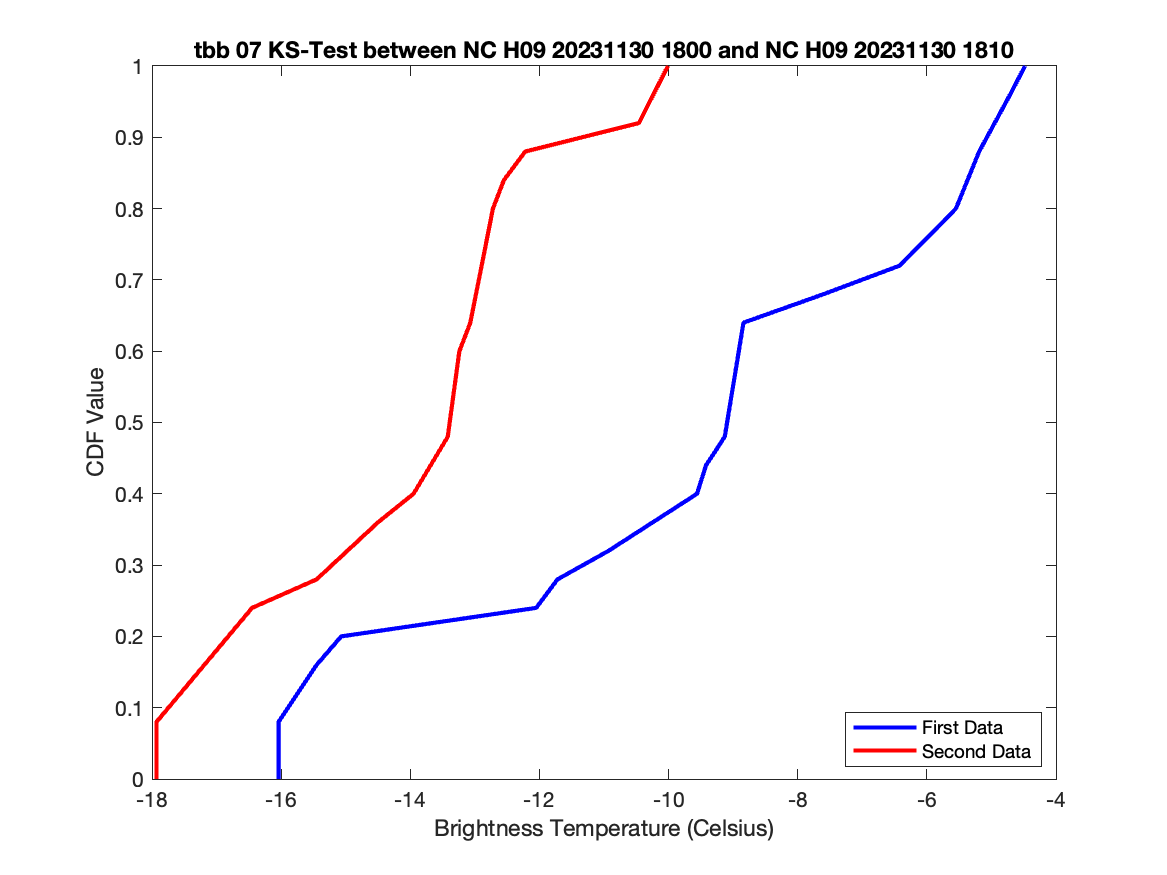 tbb 07 KS-Test between NC H09 20231130 1800 and NC H09 20231130 1810
1
0.9
0.8
0.7
0.6
0.5
0.4
0.3
0.2
0.1
0
CDF Value
First Data
Second Data
-18 -16 -14 -12 -10 -8 -6 -4
Brightness Temperature (Celsius)